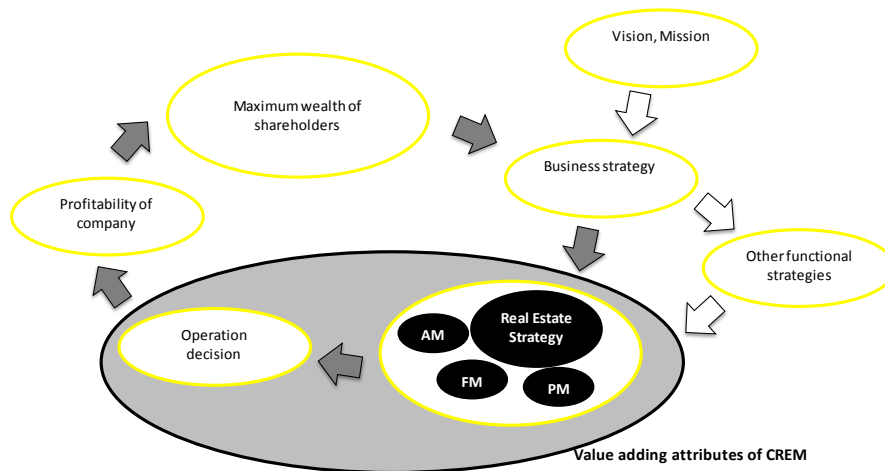 Vision, Mission
Maximum wealth of
shareholders
Business strategy
Profitability of
company
Other functional
strategies
Real Estate
Strategy
AM
Operation
decision
FM
PM
Value adding attributes of CREM